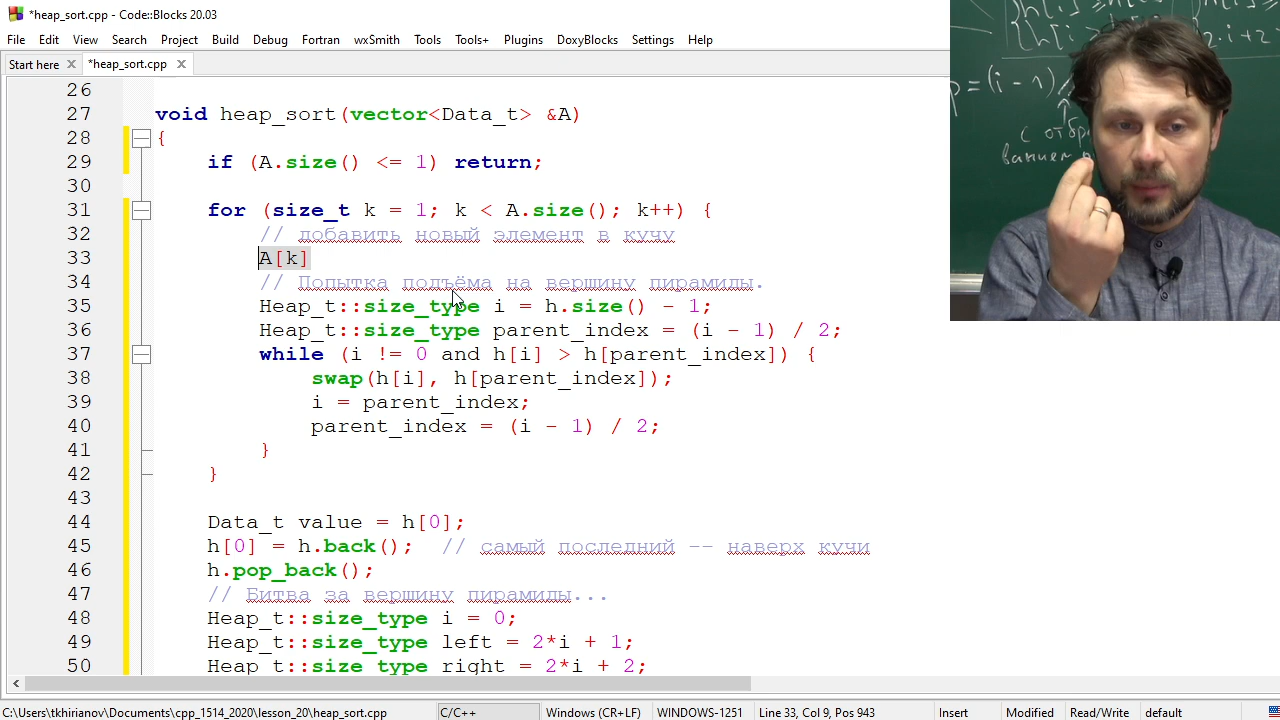 *heap_sort.cpp - Code::Blocks 20.03
File Edit View Search Project Build Debug Fortran wxSmith Tools Tools+ Plugins DoxyBlocks Settings Help
Start here *heap_sort.cpp
26
27 void heap_sort(vector<Data_t> &A)
28 {
29 if (A.size() <= 1) return;
30
31 for (size_t k = 1; k < A.size(); k++) {
32 // добавить новый элемент в кучу
33 A[k]
34 // Попытка подъёма на вершину пирамиды.
35 Heap_t::size_type i = h.size() - 1;
36 Heap_t::size_type parent_index = (i - 1) / 2;
37 while (i != 0 and h[i] > h[parent_index]) {
38 swap(h[i], h[parent_index]);
39 i = parent_index;
40 parent_index = (i - 1) / 2;
41 }
42 }
43
44 Data_t value = h[0];
45 h[0] = h.back(); // самый последний -- наверх кучи
46 h.pop_back();
47 // Битва за вершину пирамиды...
48 Heap_t::size_type i = 0;
49 Heap_t::size_type left = 2*i + 1;
50 Heap_t::size_type right = 2*i + 2;
C:\Users\tkhirianov\Documents\cpp_1514_2020\lesson_20\heap_sort.cpp C/C++ Windows (CR+LF) WINDOWS-1251 Line 33, Col 9, Pos 943 Insert Modified Read/Write default
p = (i - 1) /
с